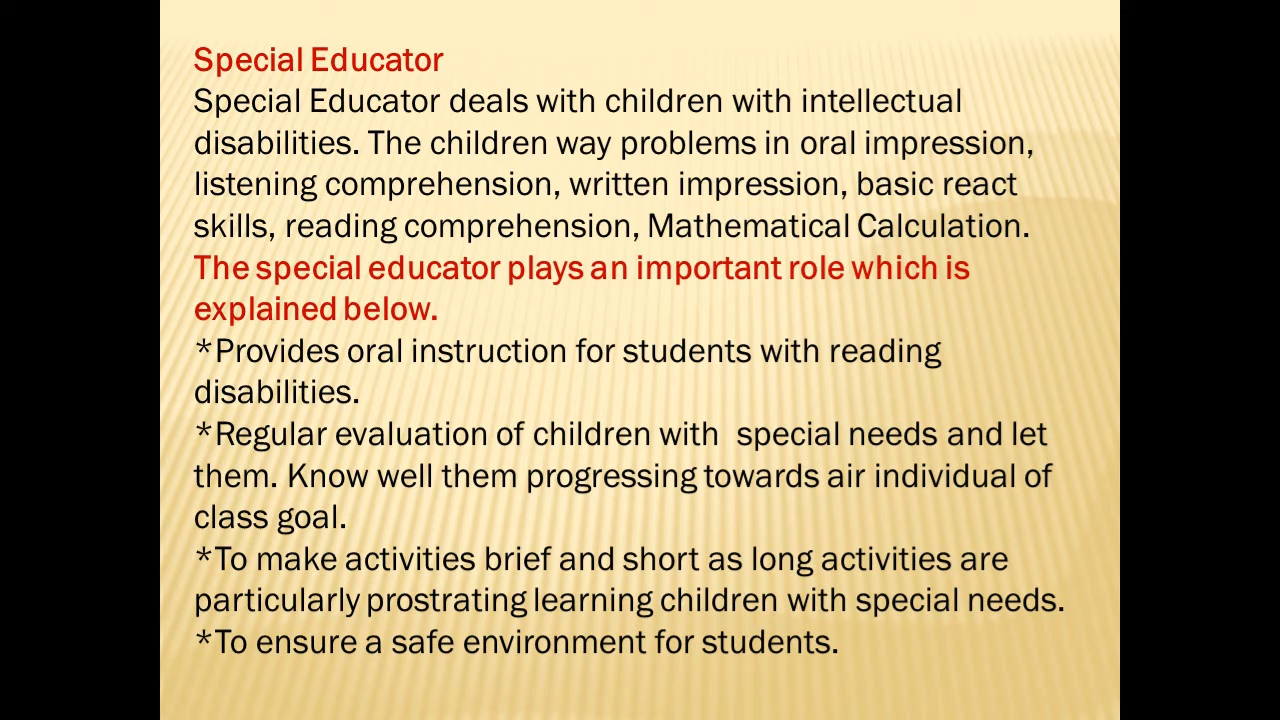 Special Educator
Special Educator deals with children with intellectual
disabilities. The children way problems in oral impression,
listening comprehension, written impression, basic react
skills, reading comprehension, Mathematical Calculation.
The special educator plays an important role which is
explained below.
*Provides oral instruction for students with reading
disabilities.
*Regular evaluation of children with  special needs and let
them. Know well them progressing towards air individual of
class goal.
*To make activities brief and short as long activities are
particularly prostrating learning children with special needs.
*To ensure a safe environment for students.